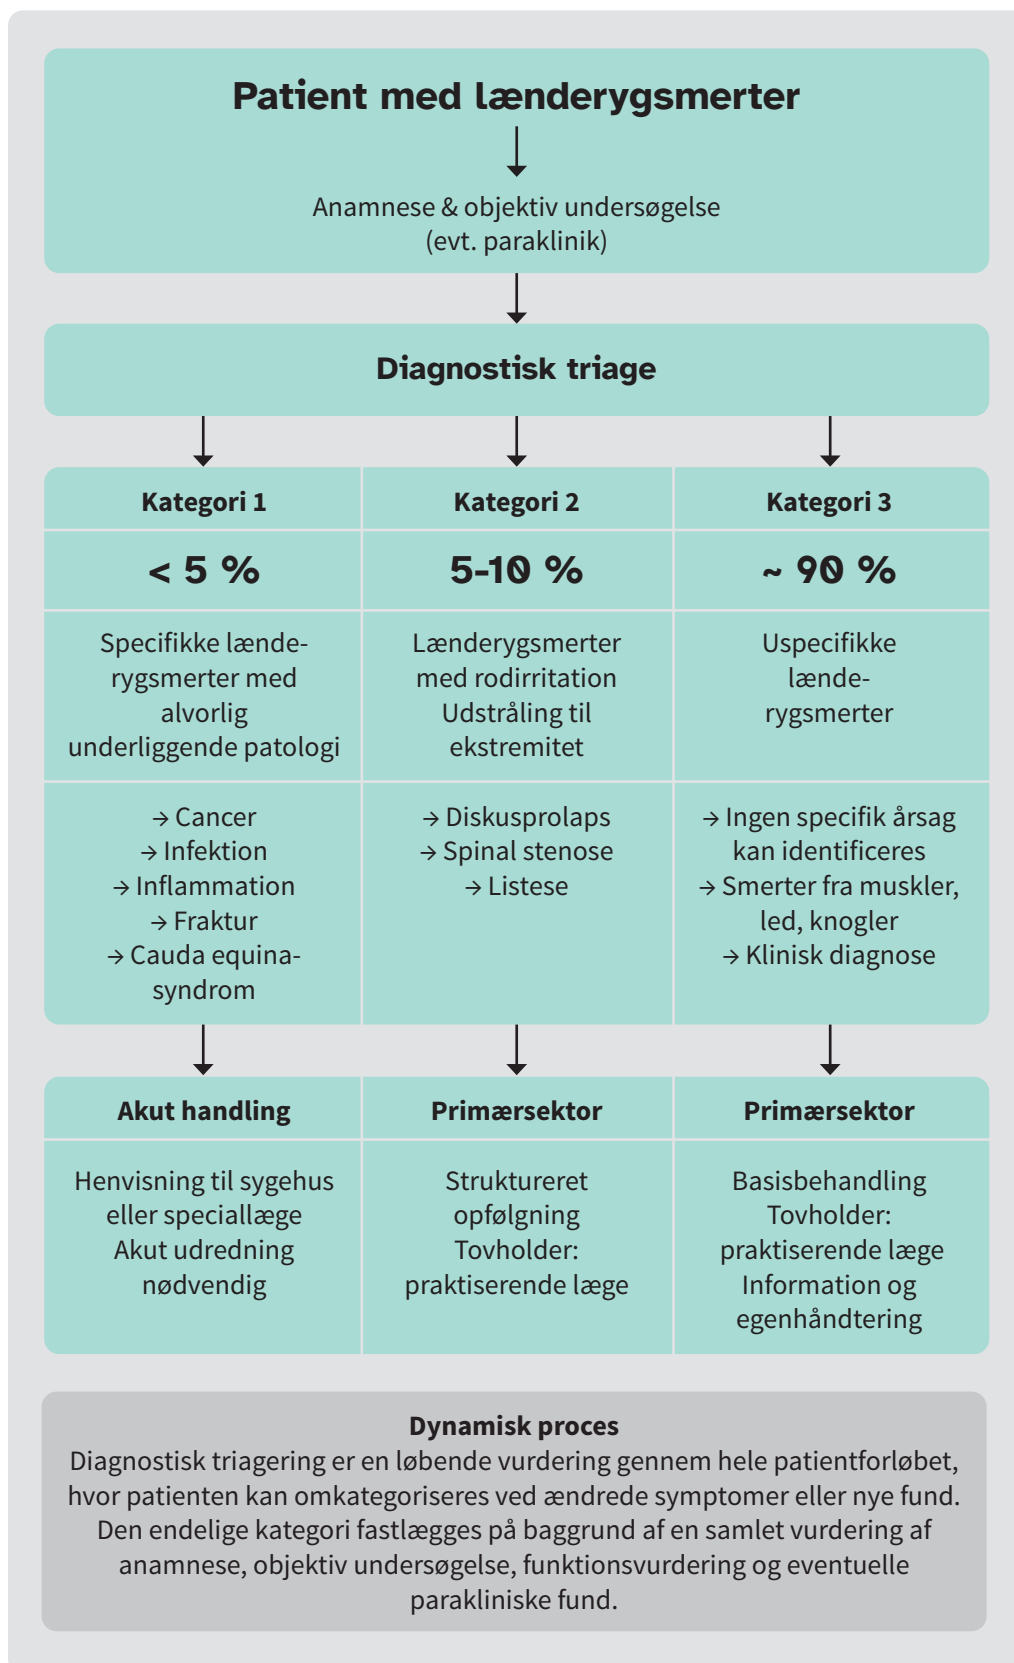 Patient med lænderygsmerter
Anamnese & objektiv undersøgelse
(evt. paraklinik)
Diagnostisk triage
Kategori 1
Kategori 2
Kategori 3
< 5 %
5-10 %
~ 90 %
Specifikke lænde-
rygsmerter med
alvorlig
underliggende patologi
Lænderygsmerter
med rodirritation
Udstråling til
ekstremitet
Uspecifikke
lænde-
rygsmerter
→ Cancer
→ Infektion
→ Inflammation
→ Fraktur
→ Cauda equina-
syndrom
→ Diskusprolaps
→ Spinal stenose
→ Listese
→ Ingen specifik årsag
kan identificeres
→ Smerter fra muskler,
led, knogler
→ Klinisk diagnose
Akut handling
Primærsektor
Primærsektor
Henvisning til sygehus
eller speciallæge
Akut udredning
nødvendig
Struktureret
opfølgning
Tovholder:
praktiserende læge
Basisbehandling
Tovholder:
praktiserende læge
Information og
egenhåndtering
Dynamisk proces
Diagnostisk triagering er en løbende vurdering gennem hele patientforløbet,
hvor patienten kan omkategoriseres ved ændrede symptomer eller nye fund.
Den endelige kategori fastlægges på baggrund af en samlet vurdering af
anamnese, objektiv undersøgelse, funktionsvurdering og eventuelle
parakliniske fund.